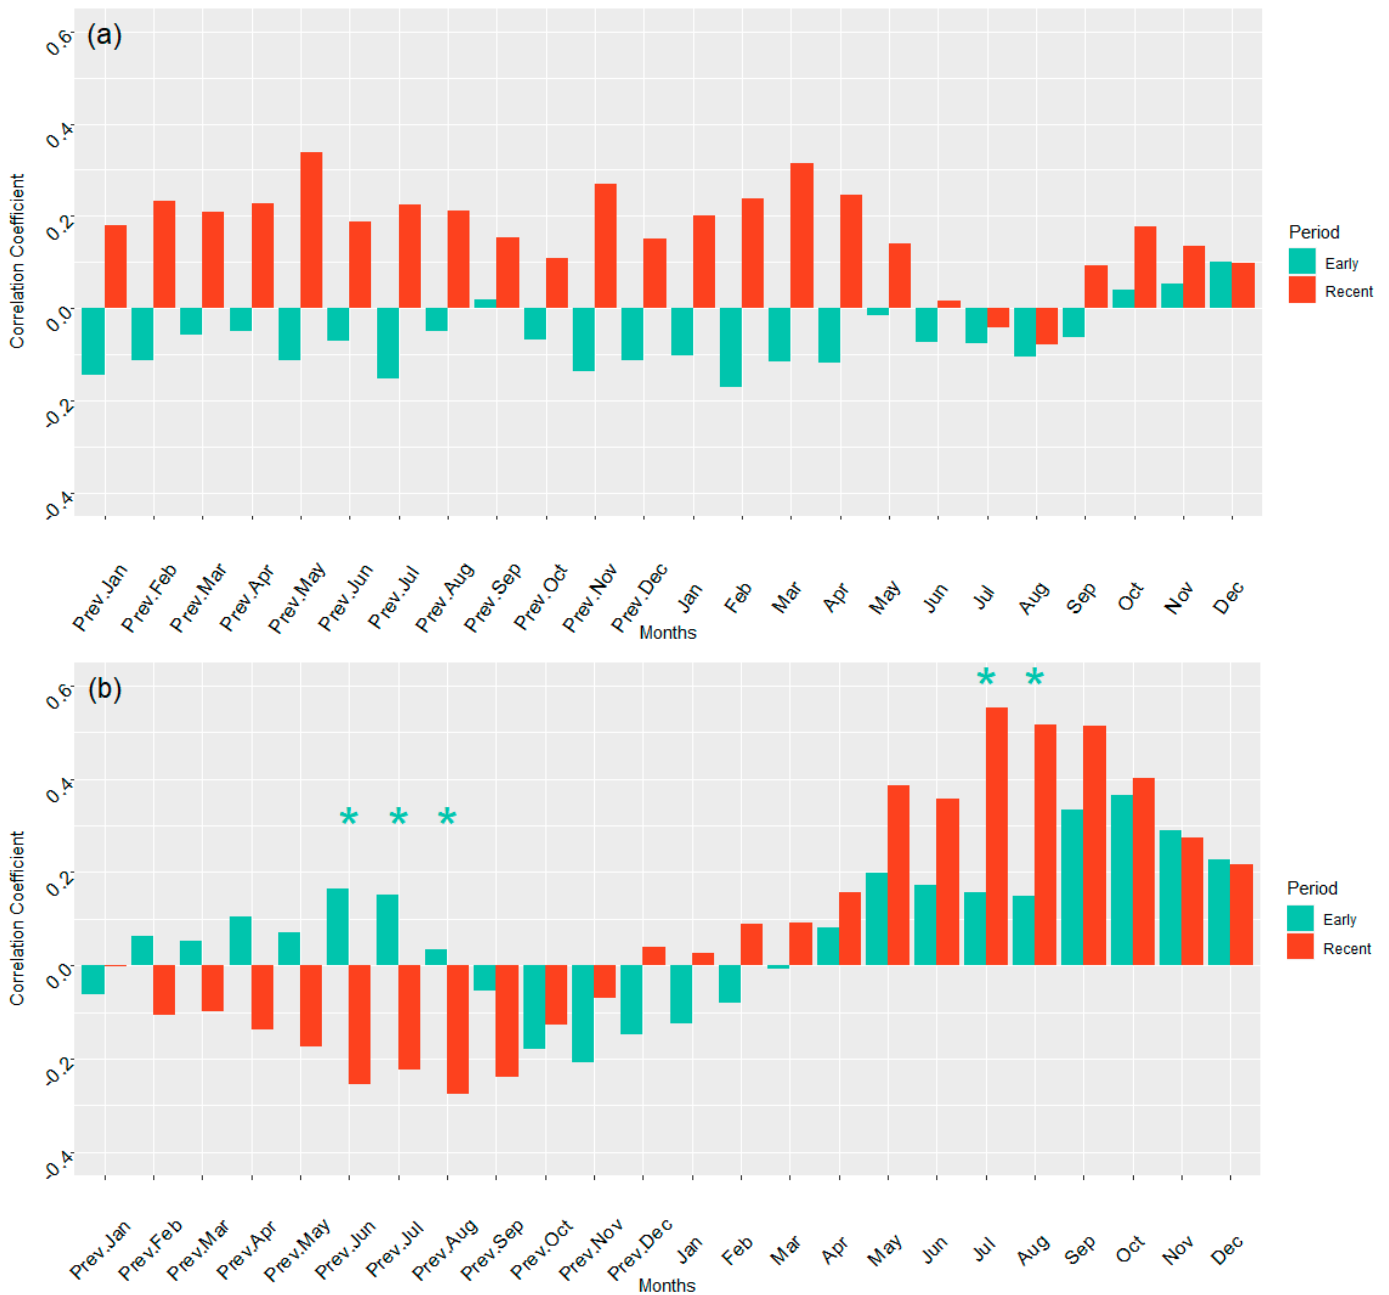 (a)
0.6
0.4
0.2
0.0
-0.2
-0.4
Correlation Coefficient
Prev.Jan
Prev.Feb
Prev.Mar
Prev.Apr
Prev.May
Prev.Jun
Prev.Jul
Prev.Aug
Prev.Sep
Prev.Oct
Prev.Nov
Prev.Dec
Jan
Feb
Mar
Apr
May
Jun
Jul
Aug
Sep
Oct
Nov
Dec
Months
Period
Early
Recent
(b)
* *
* * *
0.6
0.4
0.2
0.0
-0.2
-0.4
Correlation Coefficient
Prev.Jan
Prev.Feb
Prev.Mar
Prev.Apr
Prev.May
Prev.Jun
Prev.Jul
Prev.Aug
Prev.Sep
Prev.Oct
Prev.Nov
Prev.Dec
Jan
Feb
Mar
Apr
May
Jun
Jul
Aug
Sep
Oct
Nov
Dec
Months
Period
Early
Recent